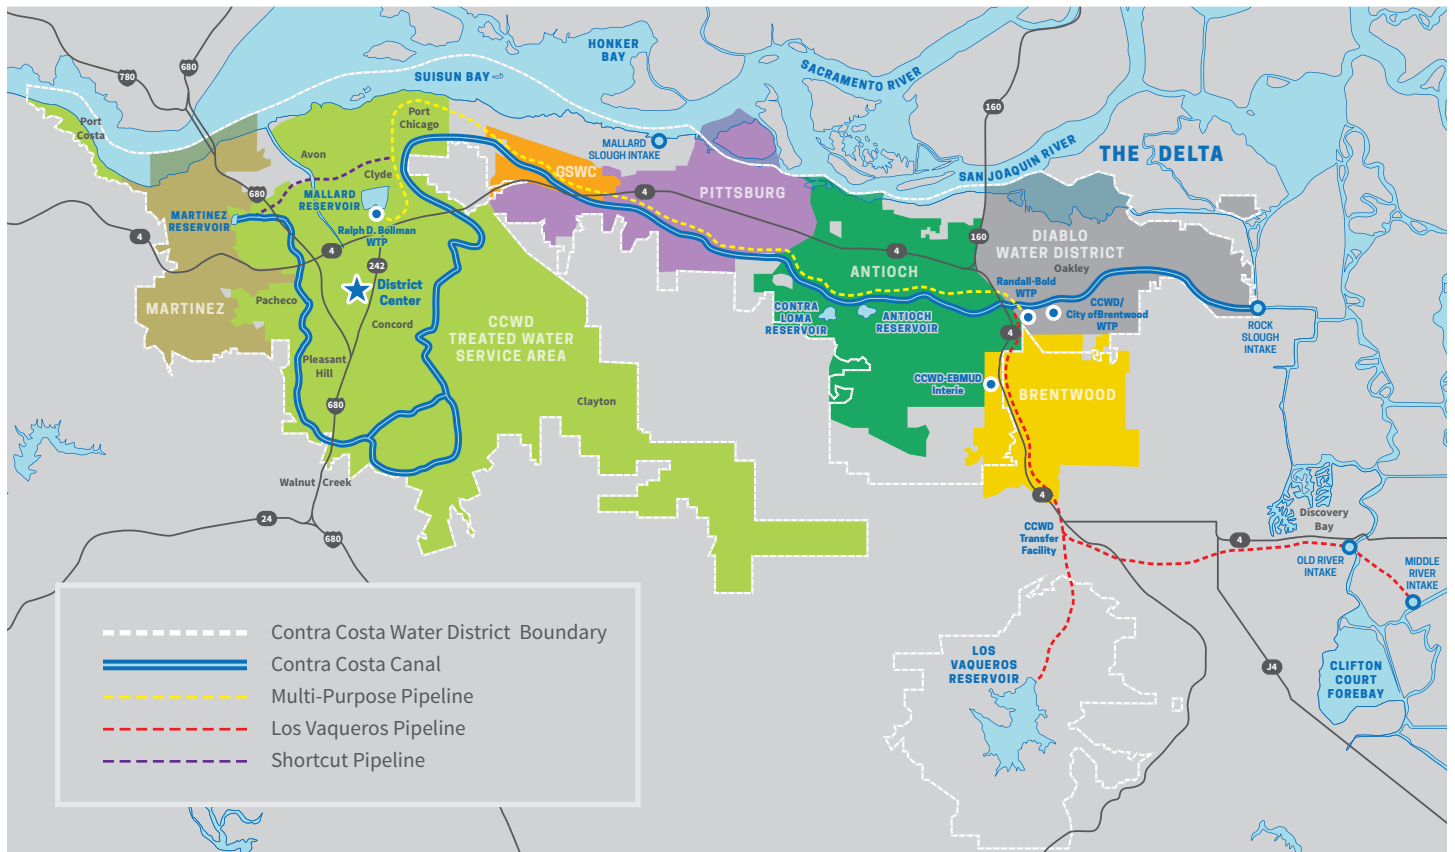 HONKER
BAY
SUISUN BAY
SACRAMENTO RIVER
SAN JOAQUIN RIVER
THE DELTA
680
780
160
Port
Costa
Port
Chicago
Avon
Clyde
MALLARD
SLOUGH INTAKE
GSWC
PITTSBURG
4
680
MALLARD
RESERVOIR
MARTINEZ
RESERVOIR
Ralph D. Bollman
WTP
4
4
242
160
4
DIABLO
WATER DISTRICT
Oakley
ANTIOCH
Randall-Bold
WTP
District
Center
MARTINEZ
Pacheco
Concord
CCWD
TREATED WATER
SERVICE AREA
CONTRA
LOMA
RESERVOIR
ANTIOCH
RESERVOIR
CCWD/
City ofBrentwood
WTP
ROCK
SLOUGH
INTAKE
4
Pleasant
Hill
680
Clayton
CCWD-EBMUD
Interie
BRENTWOOD
Walnut Creek
24
680
4
CCWD
Transfer
Facility
Discovery
Bay
4
OLD RIVER
INTAKE
MIDDLE
RIVER
INTAKE
LOS
VAQUEROS
RESERVOIR
J4
CLIFTON
COURT
FOREBAY
Contra Costa Water District Boundary
Contra Costa Canal
Multi-Purpose Pipeline
Los Vaqueros Pipeline
Shortcut Pipeline